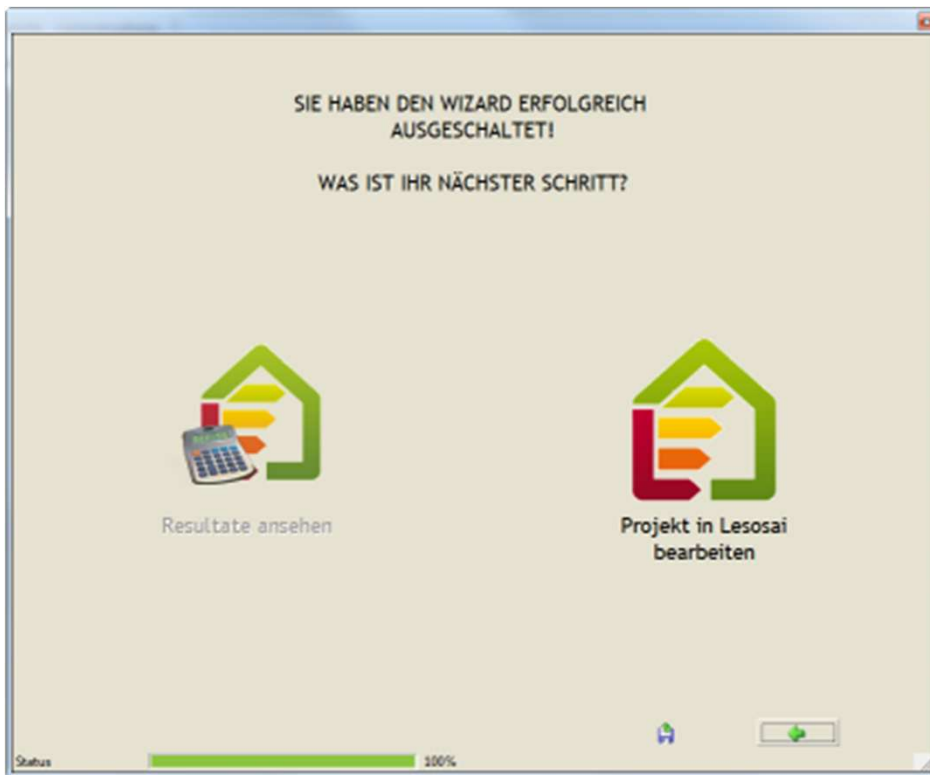 SIE HABEN DEN WIZARD ERFOLGREICH
AUSGESCHALTET!
WAS IST IHR NÄCHSTER SCHRITT?
Resultate ansehen
Projekt in Lesosai
bearbeiten
Status
100%